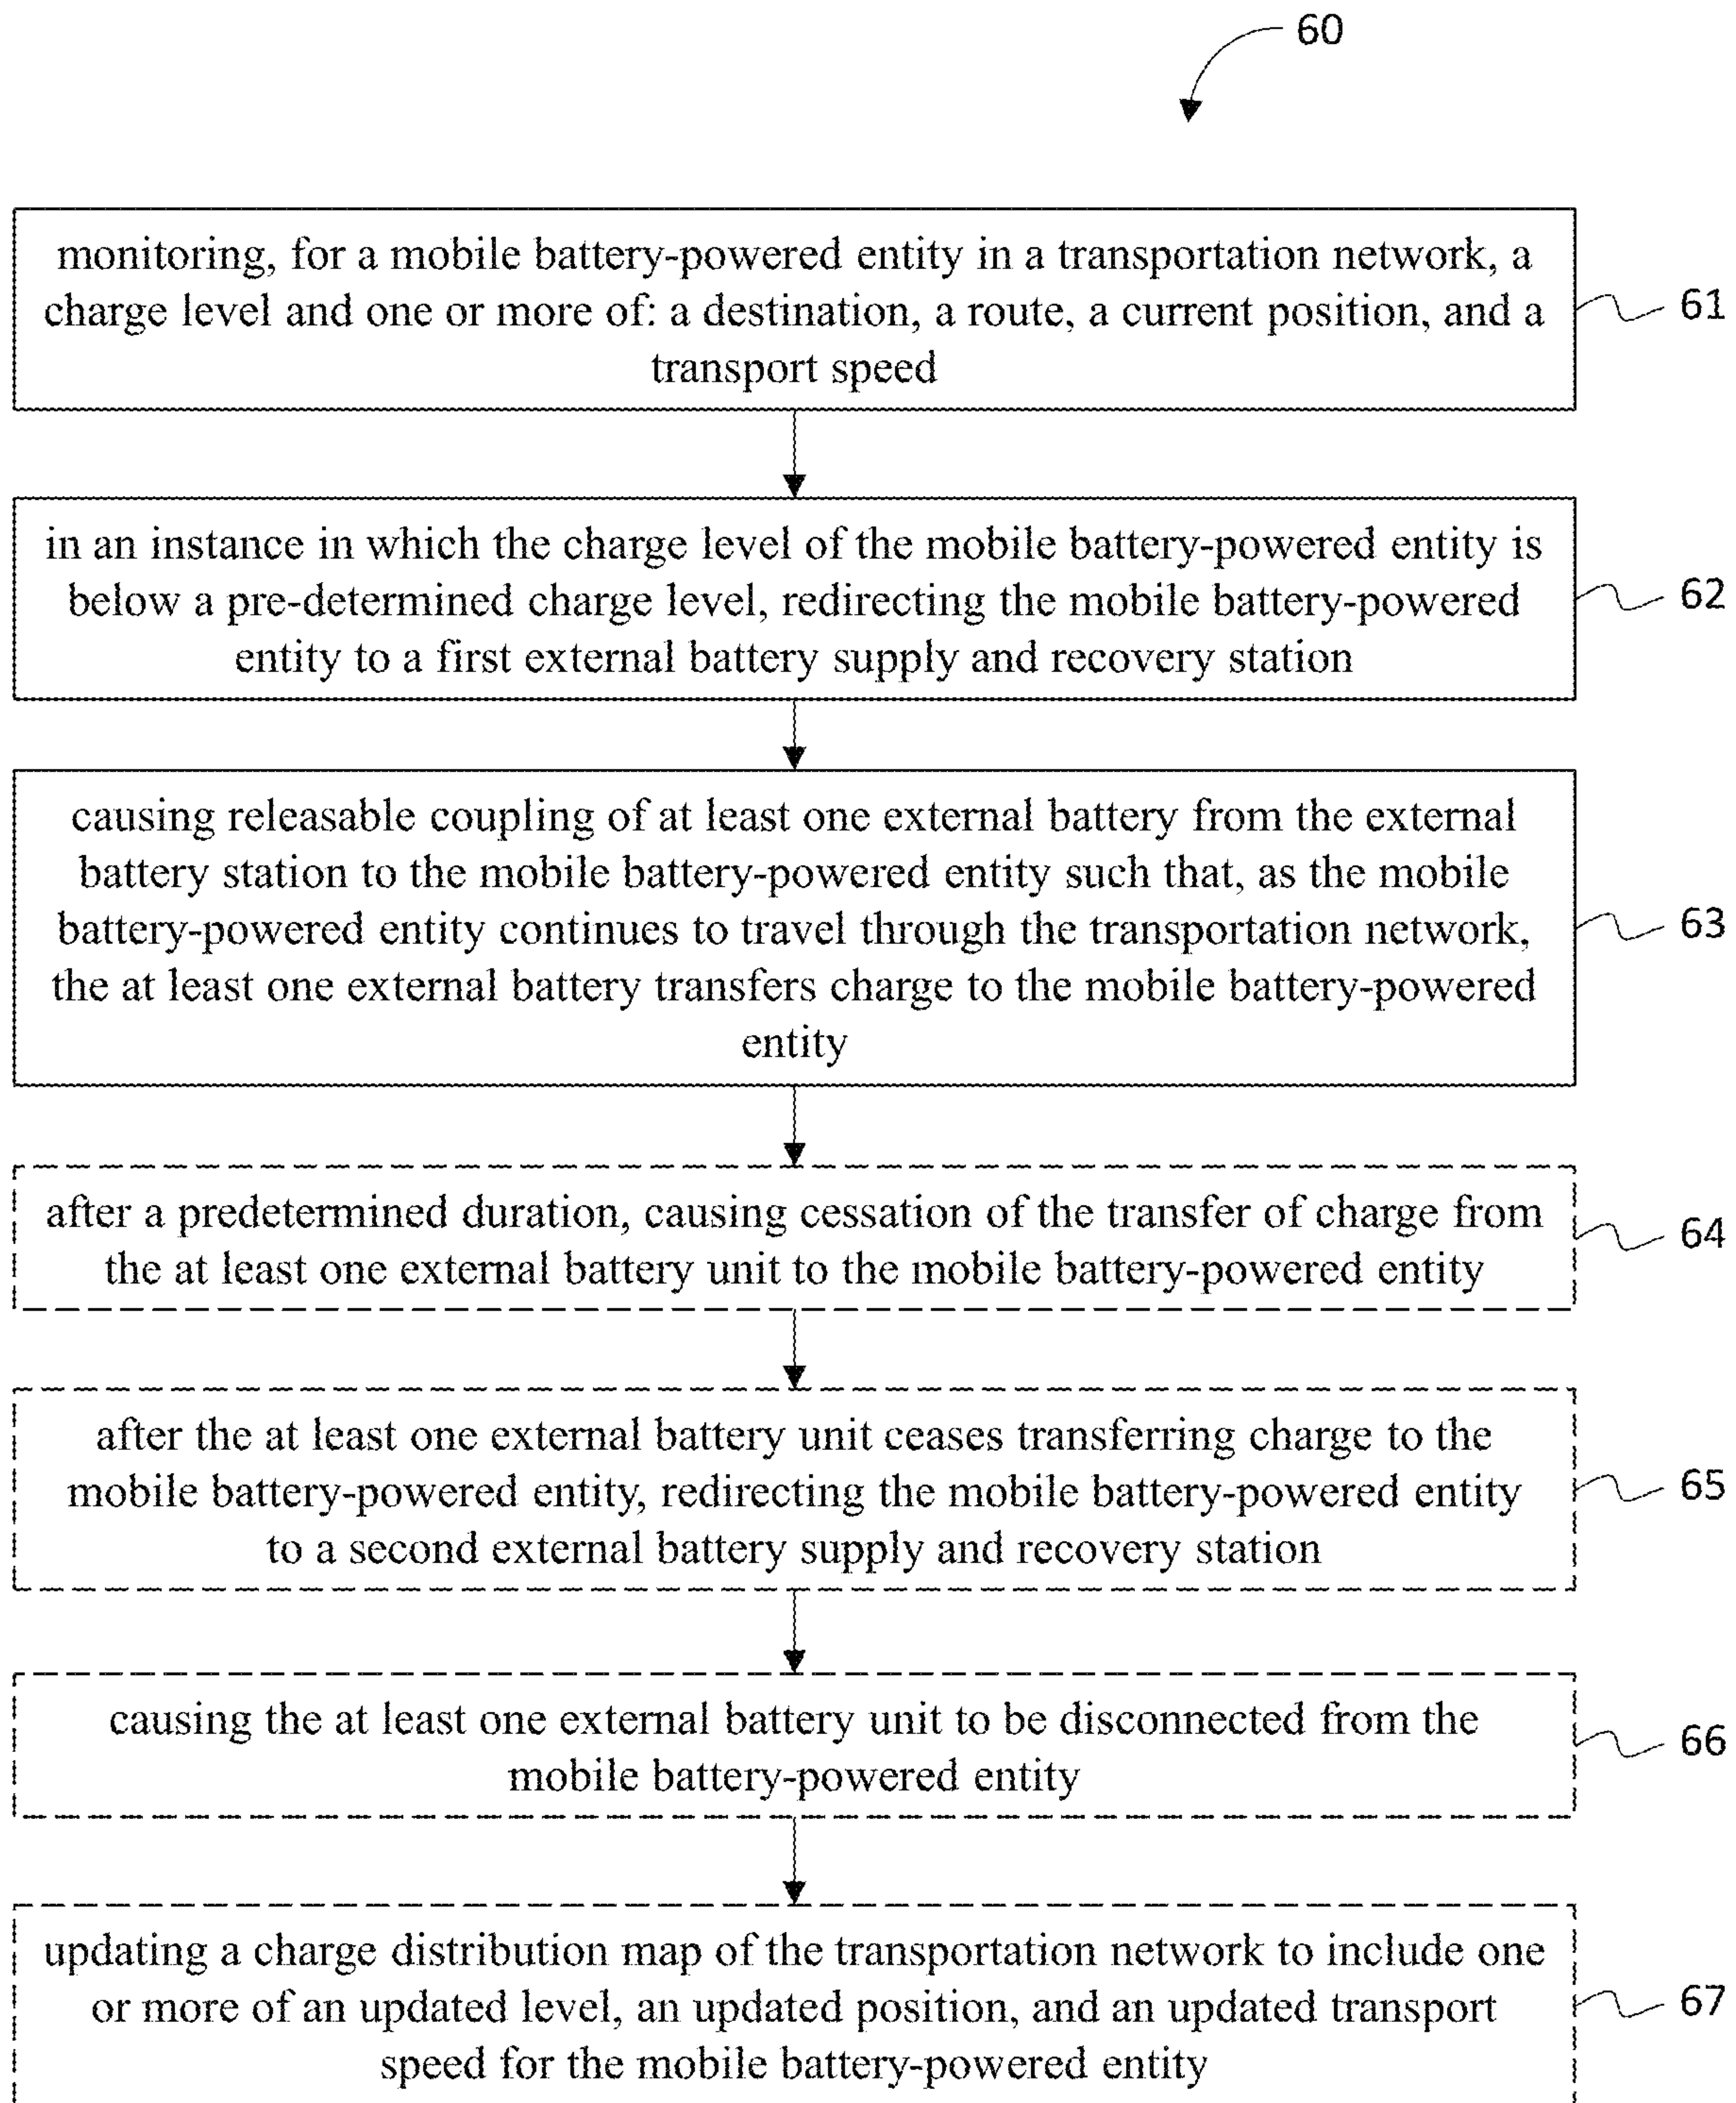 60
monitoring, for a mobile battery-powered entity in a transportation network, a
charge level and one or more of: a destination, a route, a current position, and a
transport speed
61
in an instance in which the charge level of the mobile battery-powered entity is
below a pre-determined charge level, redirecting the mobile battery-powered
entity to a first external battery supply and recovery station
62
causing releasable coupling of at least one external battery from the external
battery station to the mobile battery-powered entity such that, as the mobile
battery-powered entity continues to travel through the transportation network,
the at least one external battery transfers charge to the mobile battery-powered
entity
63
after a predetermined duration, causing cessation of the transfer of charge from
the at least one external battery unit to the mobile battery-powered entity
64
after the at least one external battery unit ceases transferring charge to the
mobile battery-powered entity, redirecting the mobile battery-powered entity
to a second external battery supply and recovery station
65
causing the at least one external battery unit to be disconnected from the
mobile battery-powered entity
66
updating a charge distribution map of the transportation network to include one
or more of an updated level, an updated position, and an updated transport
speed for the mobile battery-powered entity
67